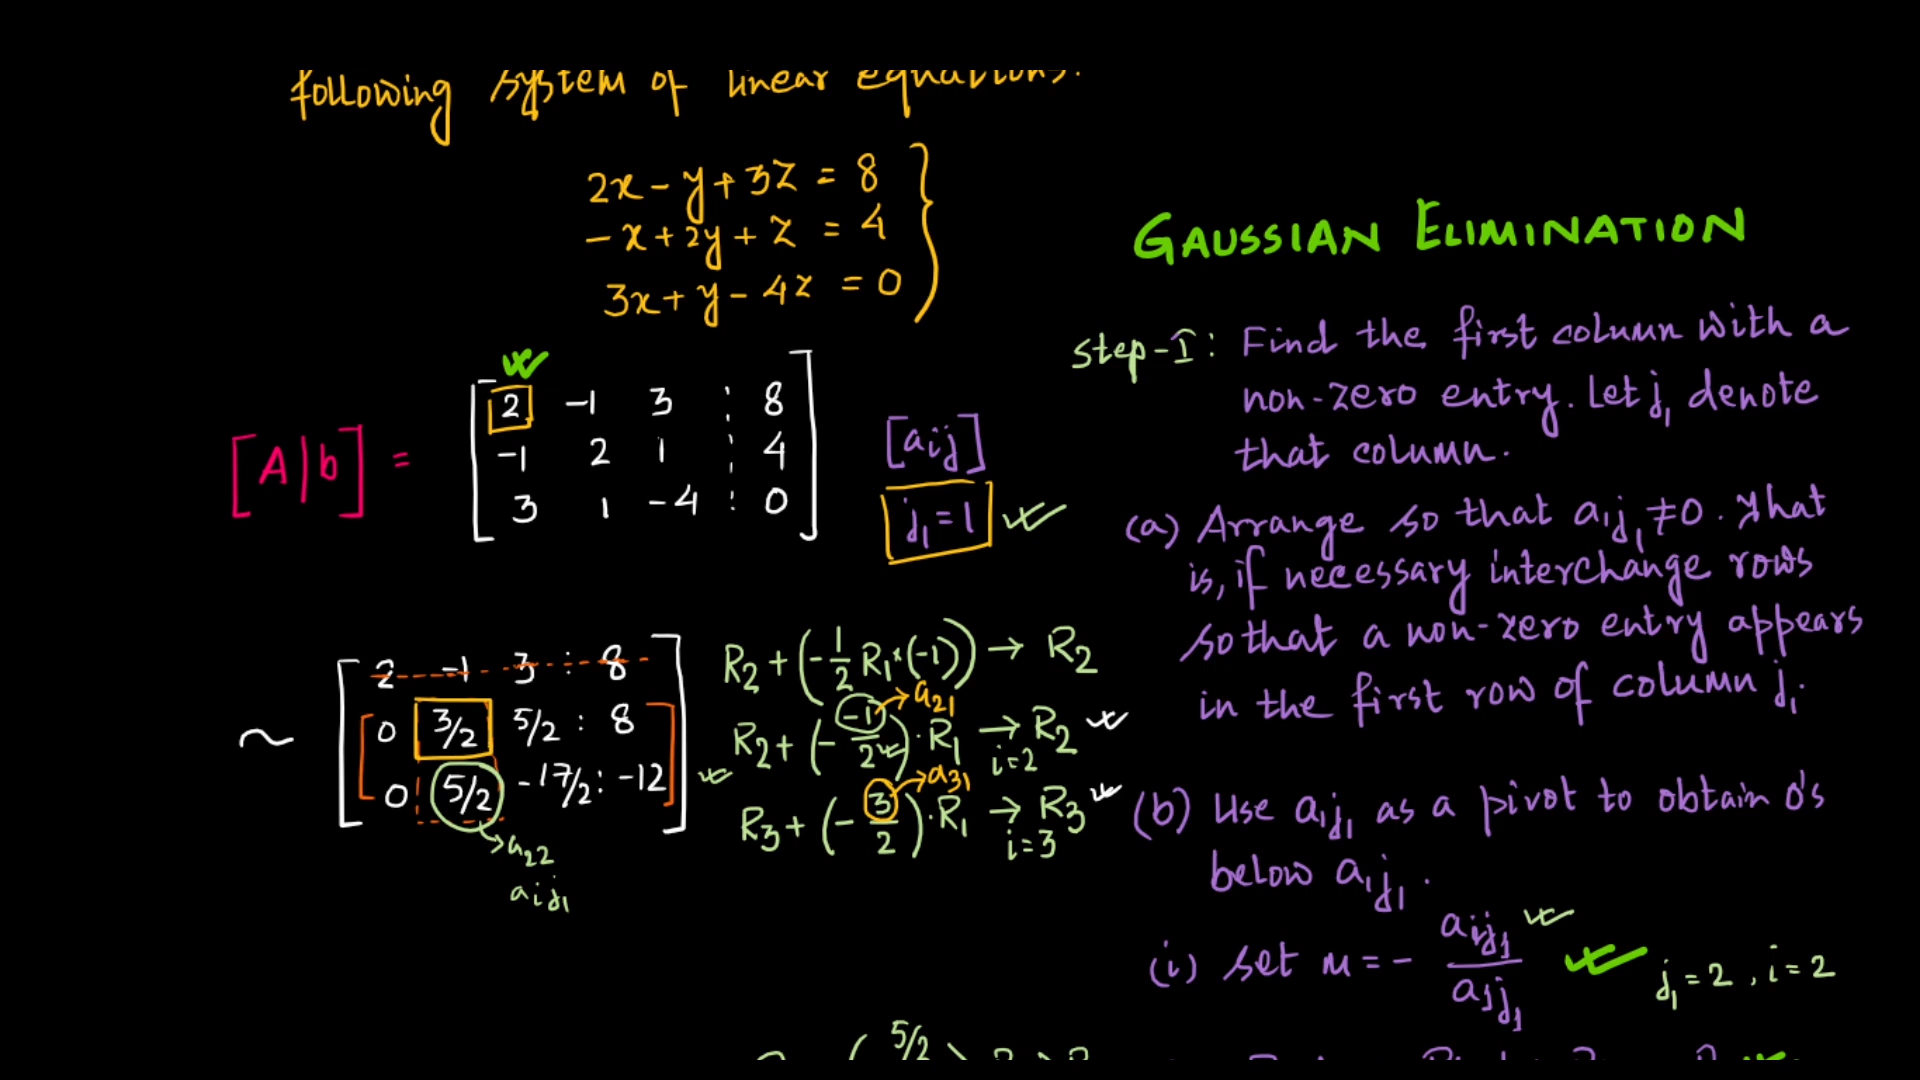 following system of linear equations.
2x - y + 3z = 8
- x + 2y + z = 4
3x + y - 4z = 0
[A|b] =
2 -1 3 : 8
-1 2 1 : 4
3 1 -4 : 0
[aij]
j₁ = 1
~
2 -1 3 : 8
0 3/2 5/2 : 8
0 5/2 -17/2 : -12
a₂₂
aij₁
R₂ + (-1/2 R₁ × (-1)) → R₂
R₂ + (- -1/2) · R₁ → R₂
a₂₁
i=2
R₃ + (- 3/2) · R₁ → R₃
a₃₁
i=3
GAUSSIAN ELIMINATION
Step-I: Find the first column with a
non-zero entry. Let j₁ denote
that column.
(a) Arrange so that a₁j₁ ≠ 0. That
is, if necessary interchange rows
so that a non-zero entry appears
in the first row of column j₁.
(b) Use a₁j₁ as a pivot to obtain 0's
below a₁j₁.
(i) set m = - aij₁/a₁j₁
j₁ = 2, i = 2
5/2